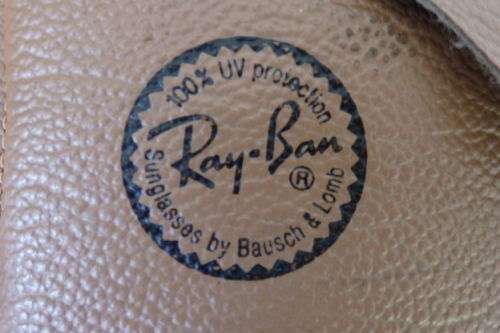 100% UV protection
Ray-Ban
®
Sunglasses by Bausch & Lomb